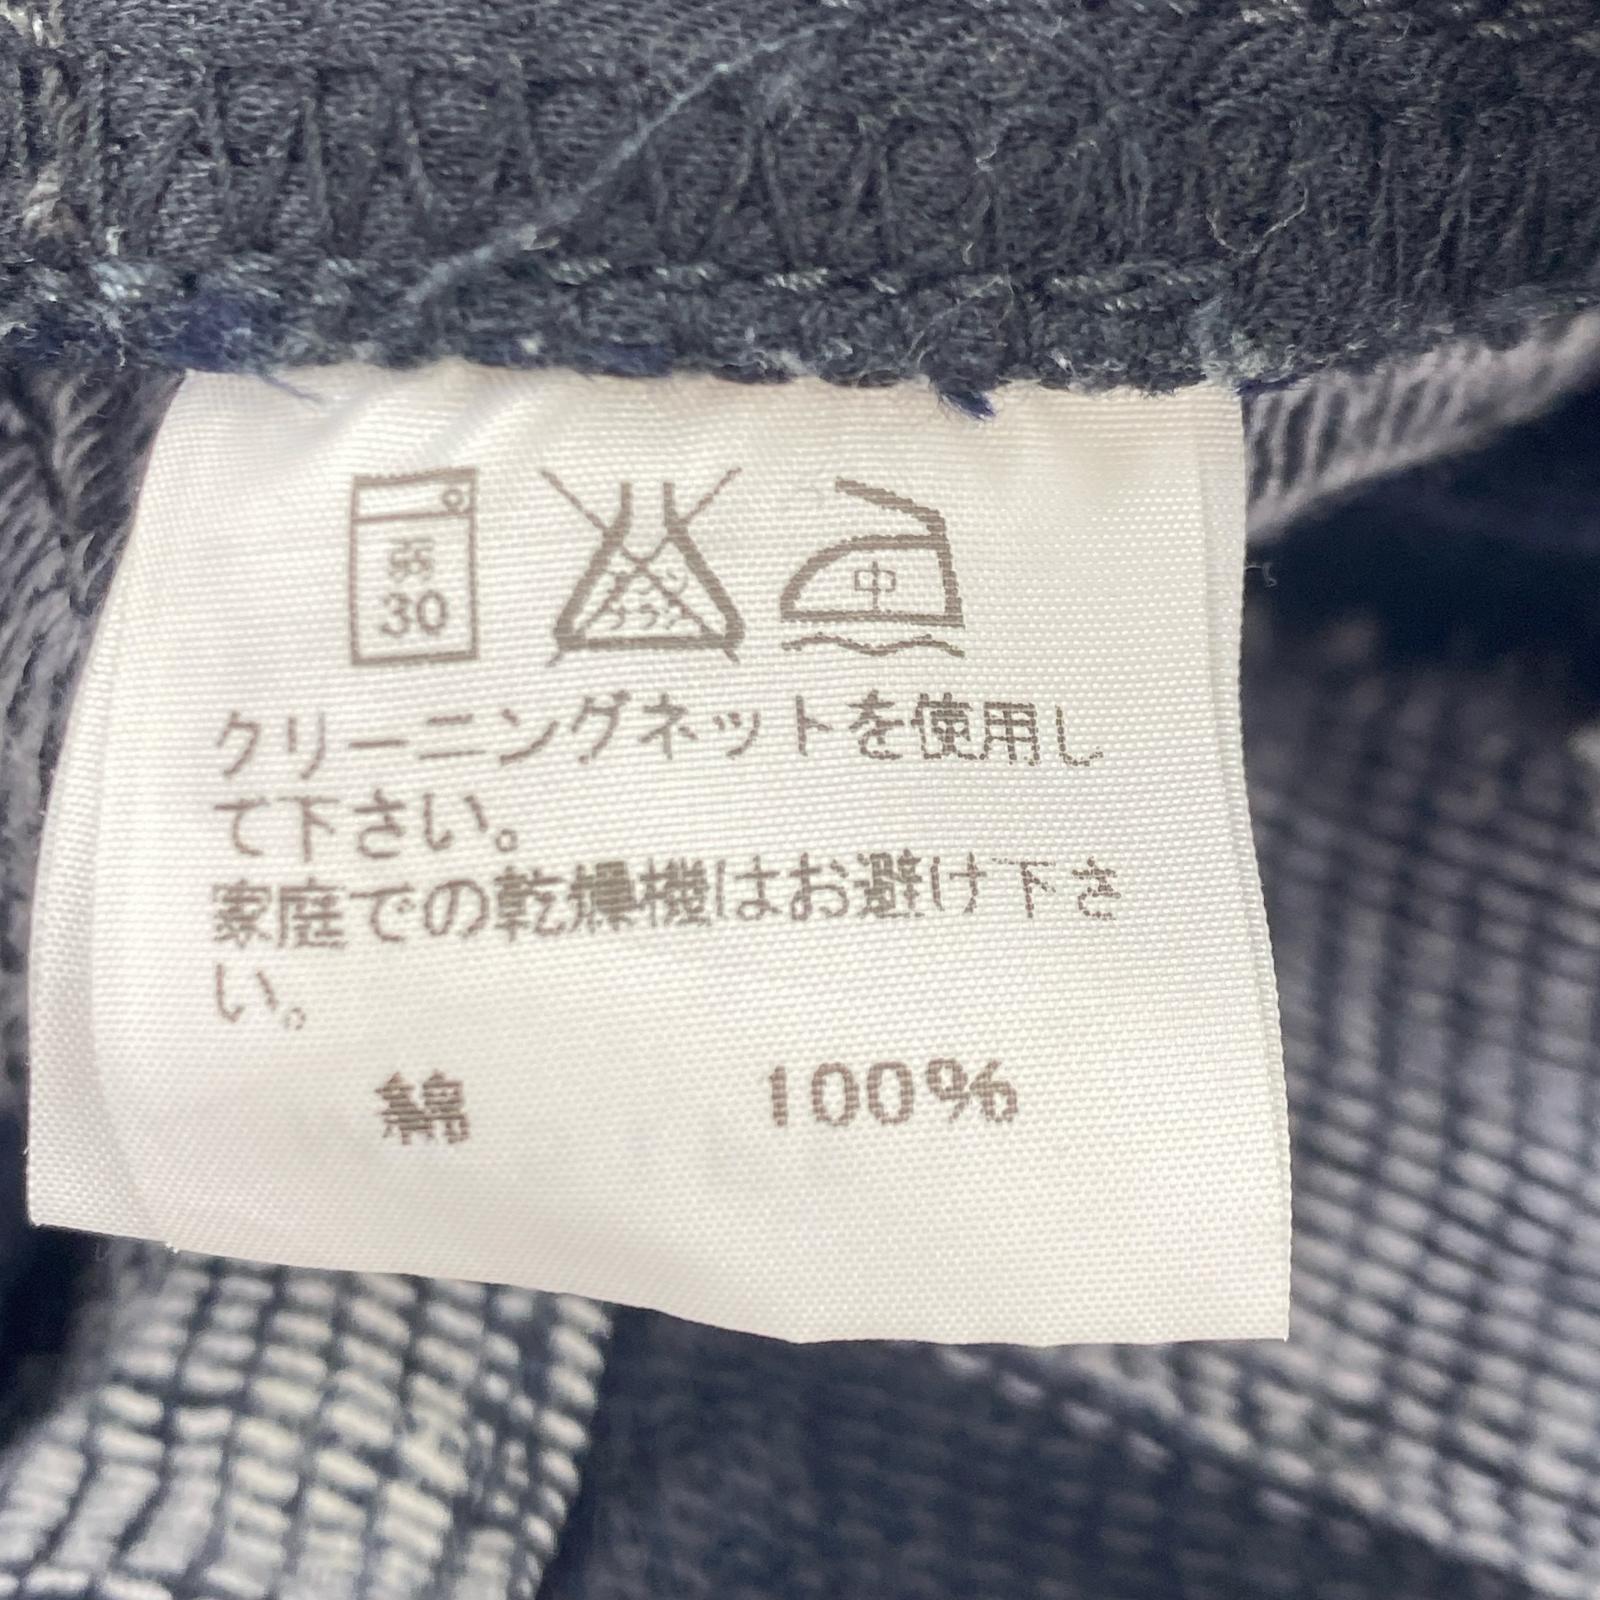 弱
30
エンソ
サラシ
中
クリーニングネットを使用し
て下さい。
家庭での乾燥機はお避け下さ
い。
綿 100%